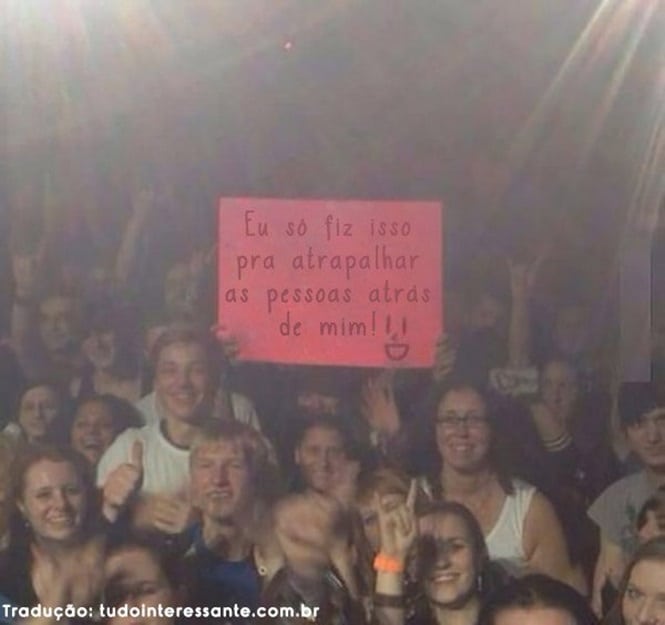 Eu só fiz isso
pra atrapalhar
as pessoas atrás
de mim!
Tradução: tudointeressante.com.br